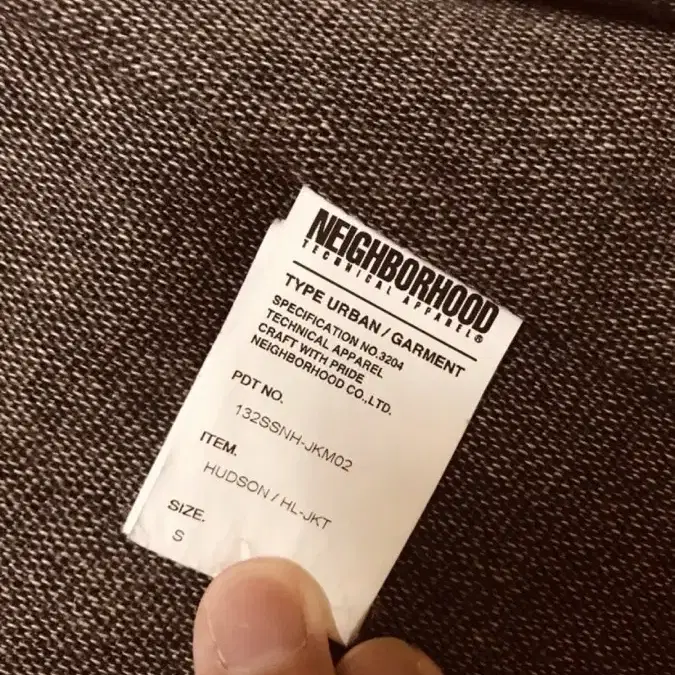 NEIGHBORHOOD
TECHNICAL APPAREL®
TYPE URBAN / GARMENT
SPECIFICATION NO.3204
TECHNICAL APPAREL
CRAFT WITH PRIDE
NEIGHBORHOOD CO.,LTD.
PDT NO.
132SSNH-JKM02
ITEM.
HUDSON / HL-JKT
SIZE.
S